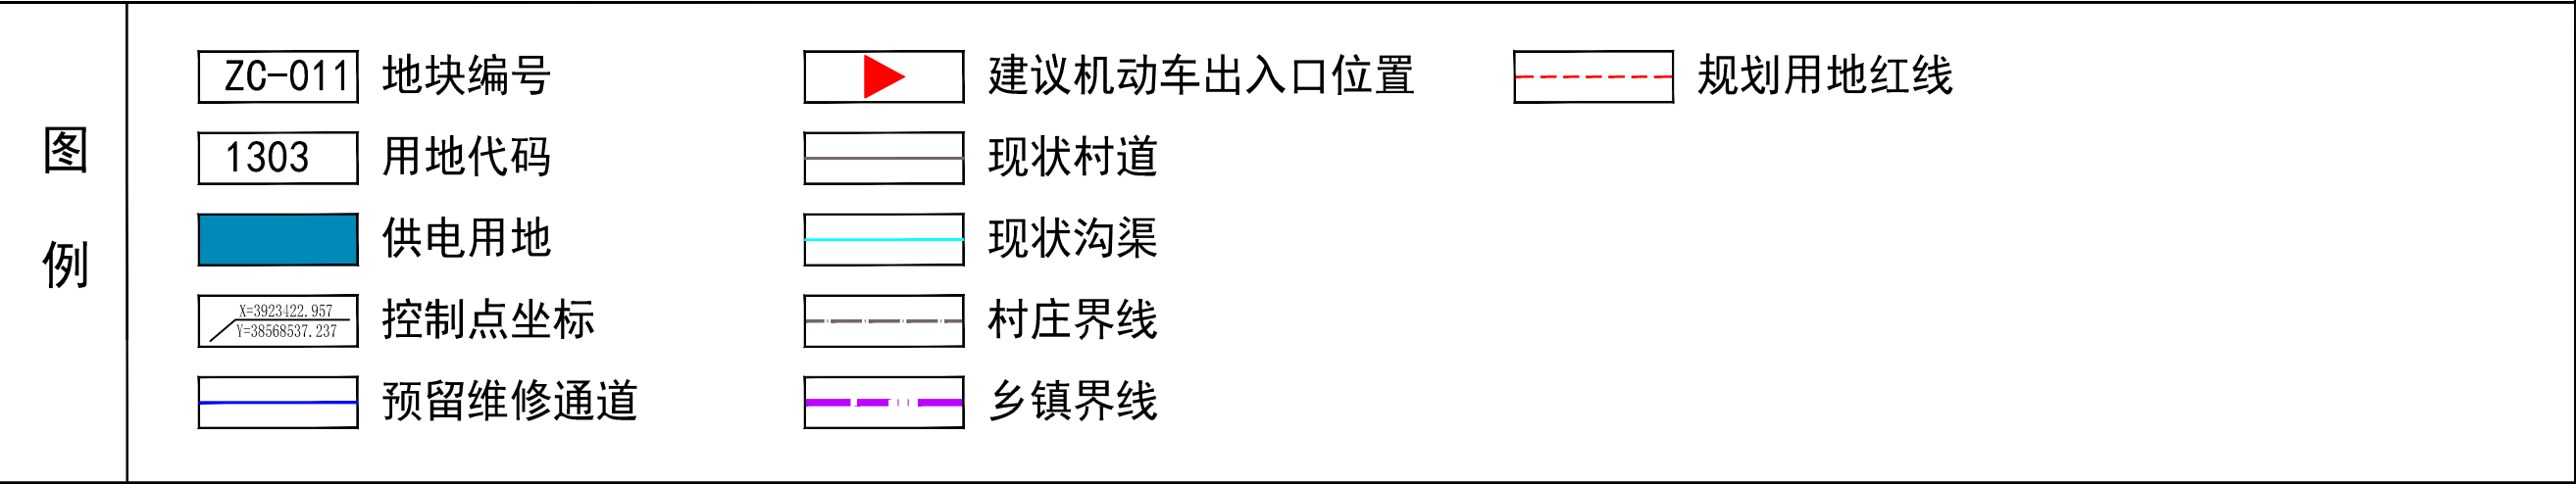 图例
ZC-011 地块编号
1303 用地代码
供电用地
X=3923422.957
Y=38568537.237
控制点坐标
预留维修通道
建议机动车出入口位置
现状村道
现状沟渠
村庄界线
乡镇界线
规划用地红线